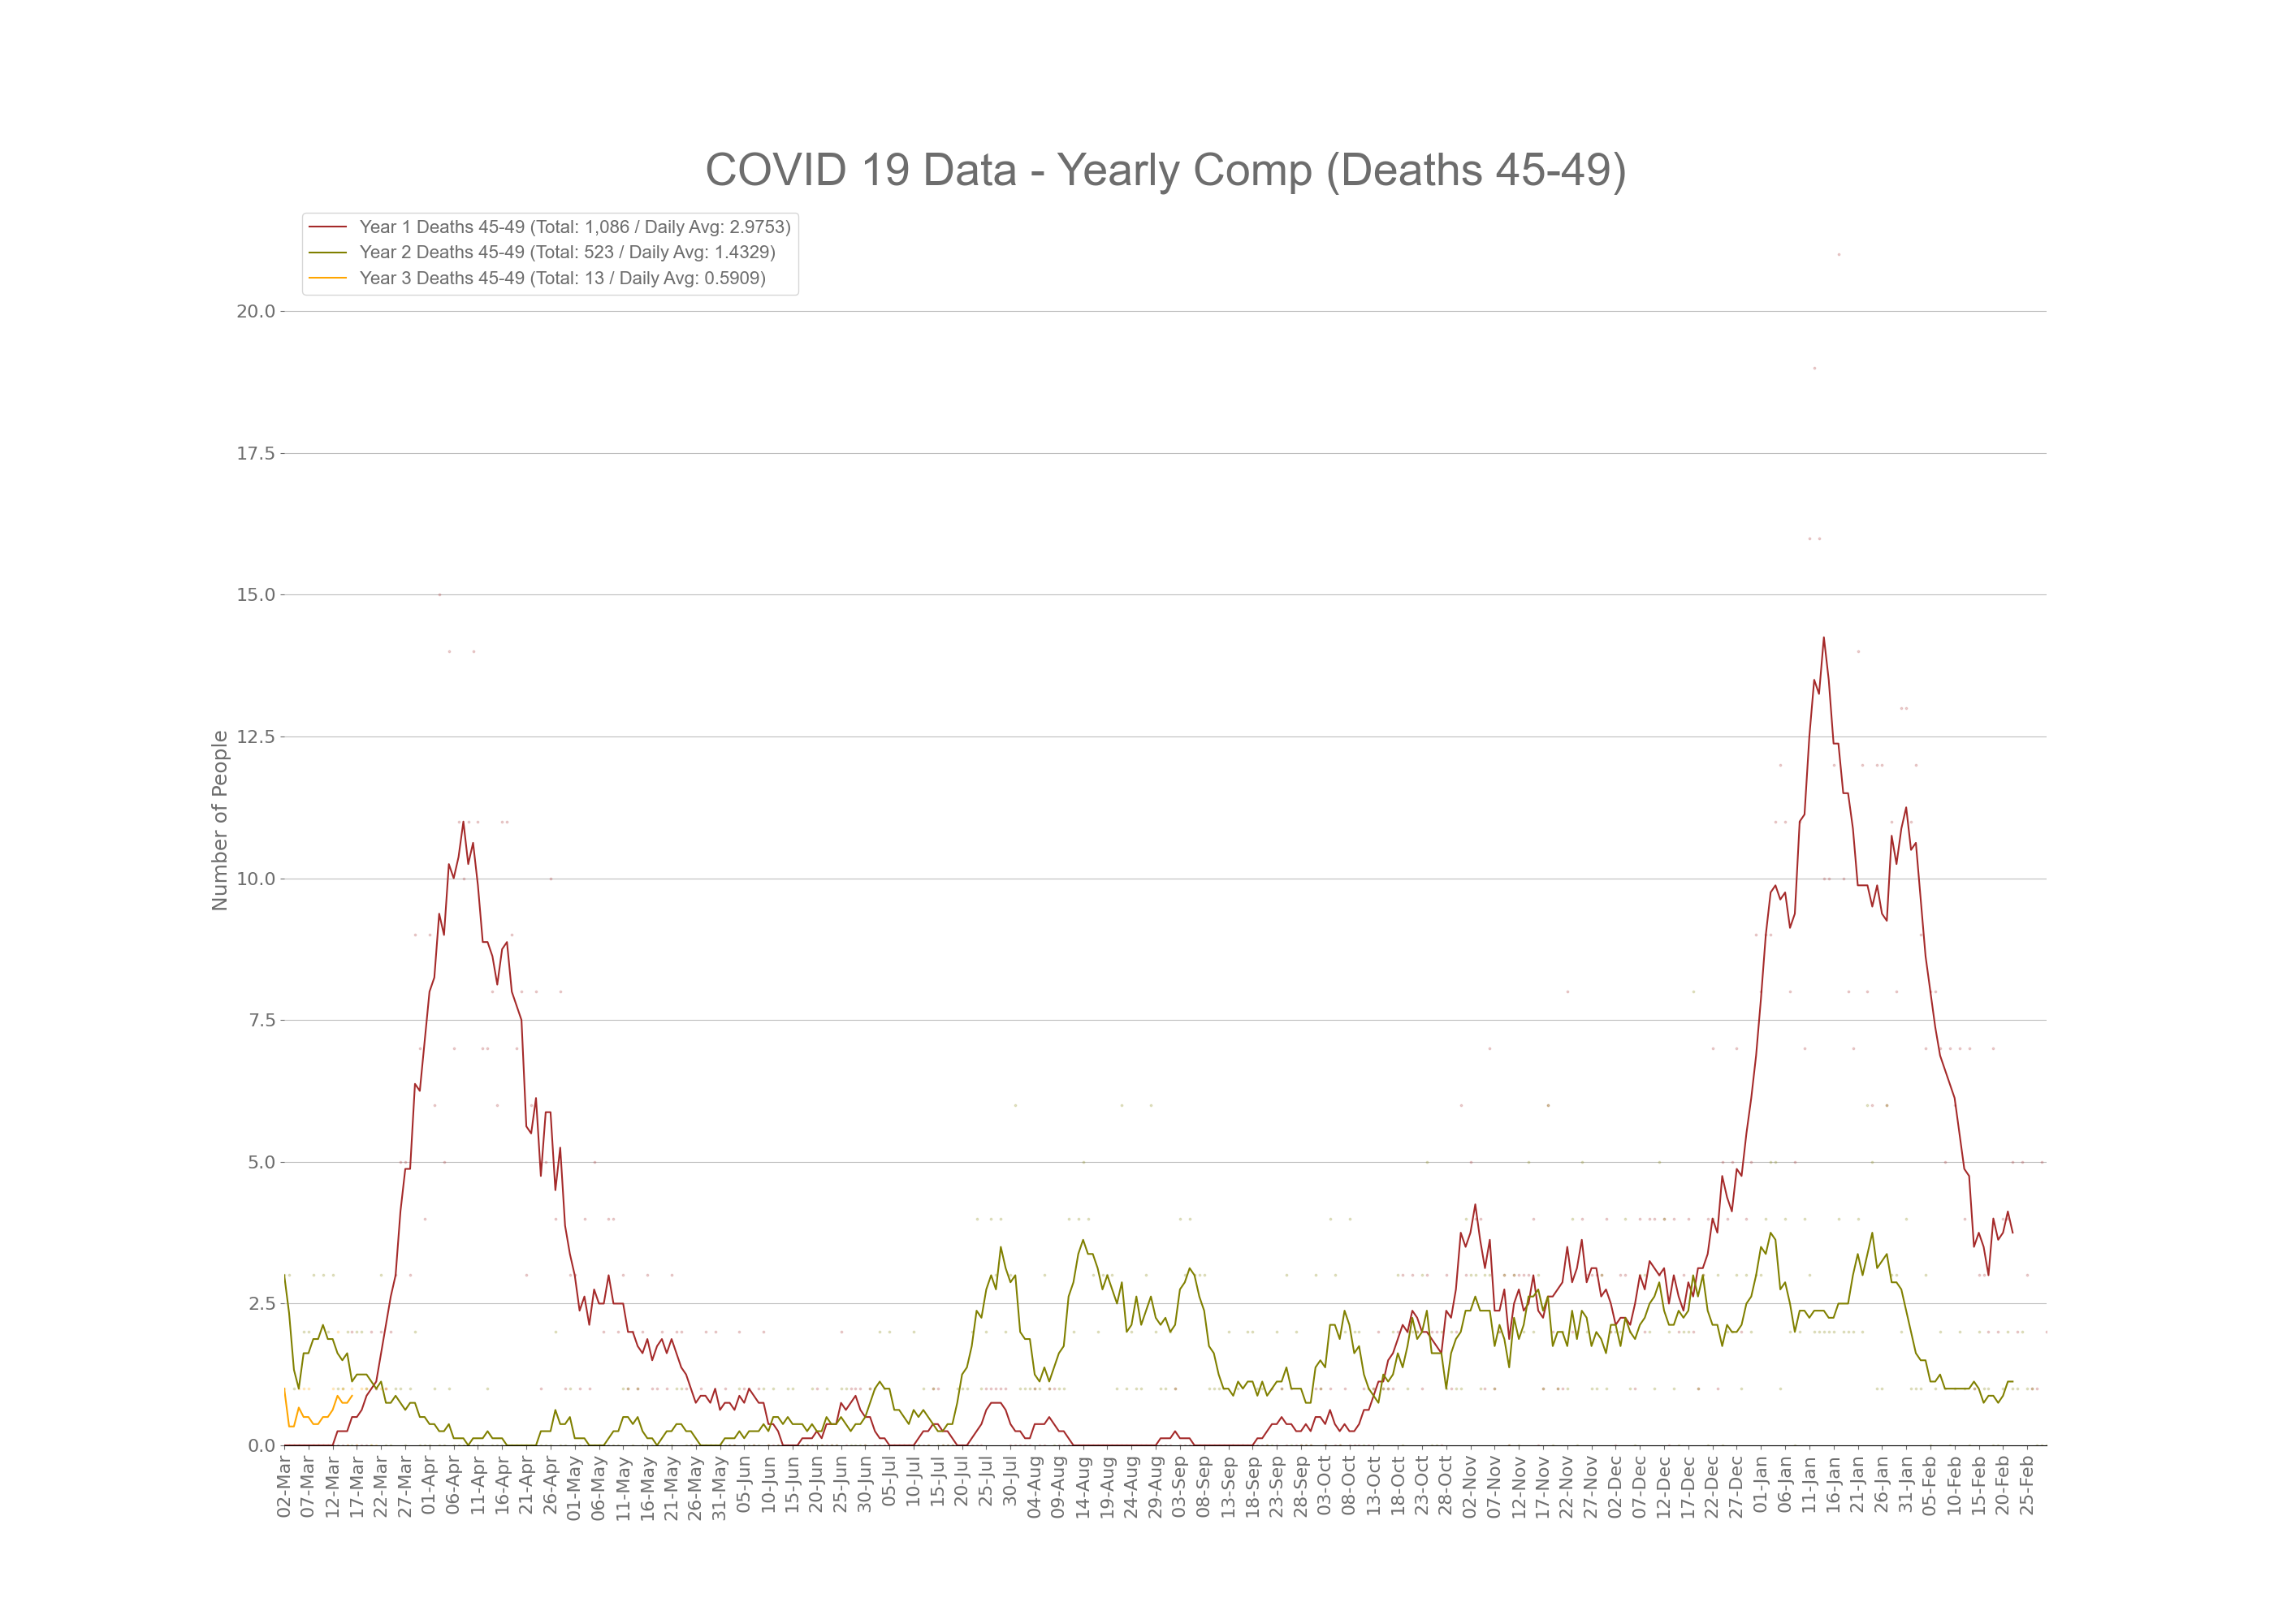 COVID 19 Data - Yearly Comp (Deaths 45-49)
Year 1 Deaths 45-49 (Total: 1,086 / Daily Avg: 2.9753)
Year 2 Deaths 45-49 (Total: 523 / Daily Avg: 1.4329)
Year 3 Deaths 45-49 (Total: 13 / Daily Avg: 0.5909)
Number of People
20.0
17.5
15.0
12.5
10.0
7.5
5.0
2.5
0.0
02-Mar
07-Mar
12-Mar
17-Mar
22-Mar
27-Mar
01-Apr
06-Apr
11-Apr
16-Apr
21-Apr
26-Apr
01-May
06-May
11-May
16-May
21-May
26-May
31-May
05-Jun
10-Jun
15-Jun
20-Jun
25-Jun
30-Jun
05-Jul
10-Jul
15-Jul
20-Jul
25-Jul
30-Jul
04-Aug
09-Aug
14-Aug
19-Aug
24-Aug
29-Aug
03-Sep
08-Sep
13-Sep
18-Sep
23-Sep
28-Sep
03-Oct
08-Oct
13-Oct
18-Oct
23-Oct
28-Oct
02-Nov
07-Nov
12-Nov
17-Nov
22-Nov
27-Nov
02-Dec
07-Dec
12-Dec
17-Dec
22-Dec
27-Dec
01-Jan
06-Jan
11-Jan
16-Jan
21-Jan
26-Jan
31-Jan
05-Feb
10-Feb
15-Feb
20-Feb
25-Feb